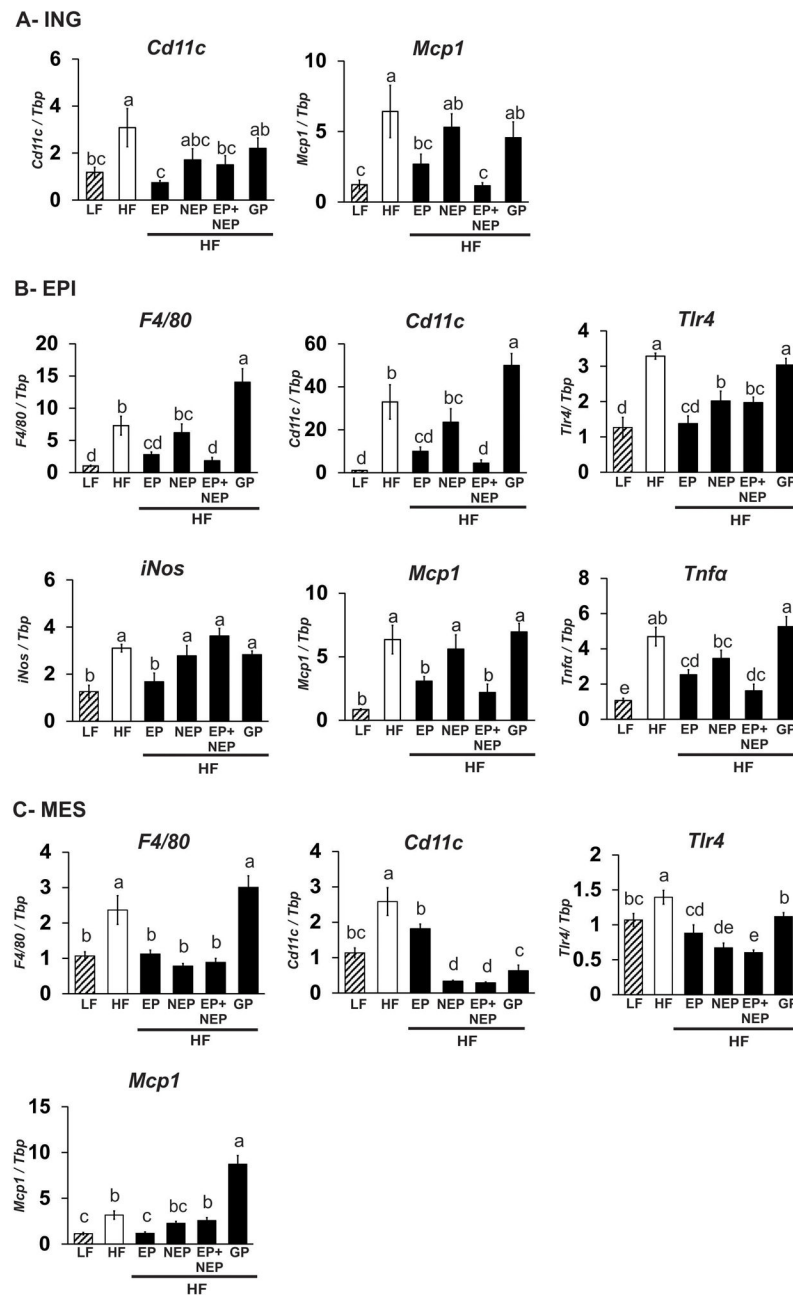 A- ING
Cd11c
Cd11c / Tbp
6
4
2
0
bc
a
c
abc
bc
ab
LF HF EP NEP EP+ GP
NEP
HF
Mcp1
Mcp1 / Tbp
10
5
0
c
a
bc
ab
c
ab
LF HF EP NEP EP+ GP
NEP
HF
B- EPI
F4/80
F4/80 / Tbp
20
15
10
5
0
d
b
cd
bc
d
a
LF HF EP NEP EP+ GP
NEP
HF
Cd11c
Cd11c / Tbp
60
40
20
0
d
b
cd
bc
d
a
LF HF EP NEP EP+ GP
NEP
HF
Tlr4
Tlr4/ Tbp
4
3
2
1
0
d
a
cd
b
bc
a
LF HF EP NEP EP+ GP
NEP
HF
iNos
iNos / Tbp
6
4
2
0
b
a
b
a
a
a
LF HF EP NEP EP+ GP
NEP
HF
Mcp1
Mcp1 / Tbp
10
5
0
b
a
b
a
b
a
LF HF EP NEP EP+ GP
NEP
HF
Tnfα
Tnfα / Tbp
8
6
4
2
0
e
ab
cd
bc
dc
a
LF HF EP NEP EP+ GP
NEP
HF
C- MES
F4/80
F4/80 / Tbp
4
3
2
1
0
b
a
b
b
b
a
LF HF EP NEP EP+ GP
NEP
HF
Cd11c
Cd11c / Tbp
4
3
2
1
0
bc
a
b
d
d
c
LF HF EP NEP EP+ GP
NEP
HF
Tlr4
Tlr4/ Tbp
2
1.5
1
0.5
0
bc
a
cd
de
e
b
LF HF EP NEP EP+ GP
NEP
HF
Mcp1
Mcp1 / Tbp
15
10
5
0
c
b
c
bc
b
a
LF HF EP NEP EP+ GP
NEP
HF